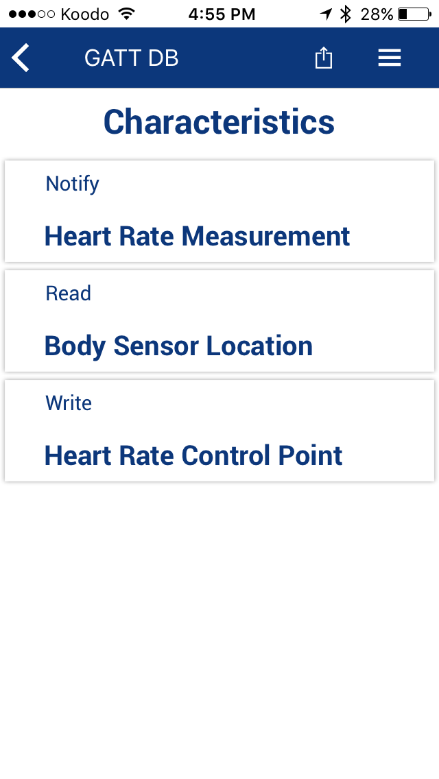 Koodo 4:55 PM 28%
GATT DB
Characteristics
Notify
Heart Rate Measurement
Read
Body Sensor Location
Write
Heart Rate Control Point